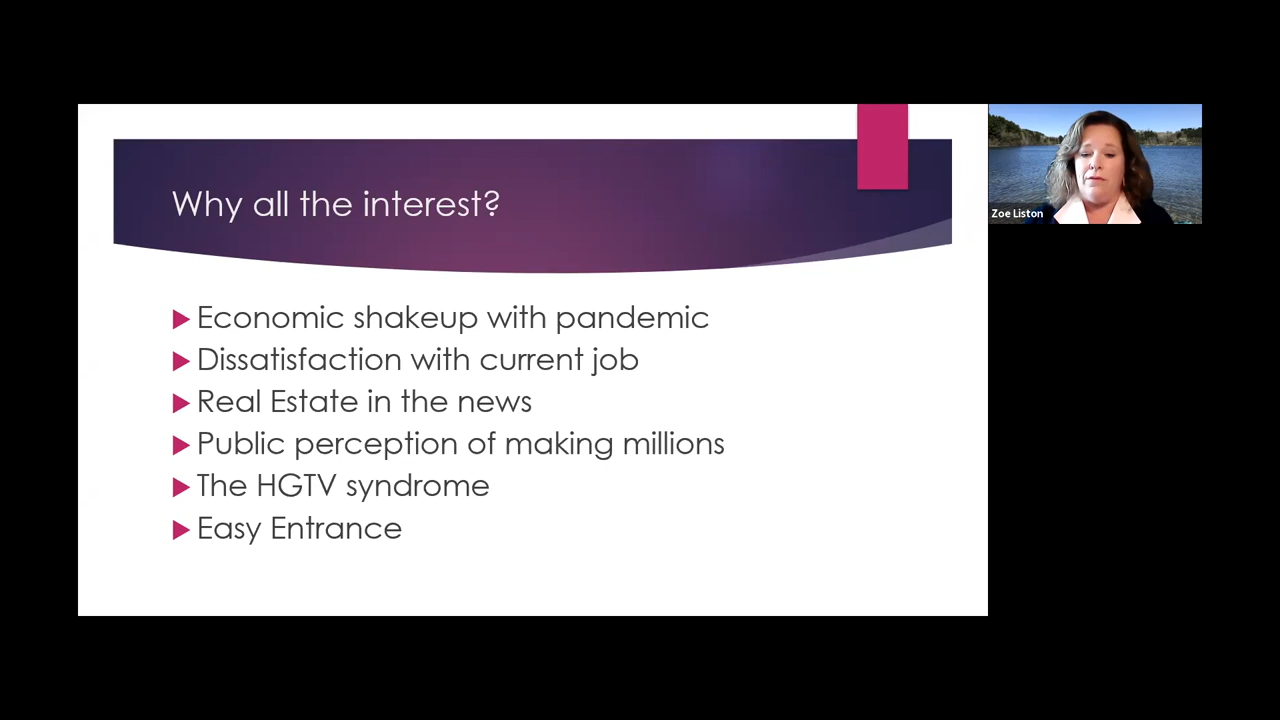 Why all the interest?
Economic shakeup with pandemic
Dissatisfaction with current job
Real Estate in the news
Public perception of making millions
The HGTV syndrome
Easy Entrance
Zoe Liston